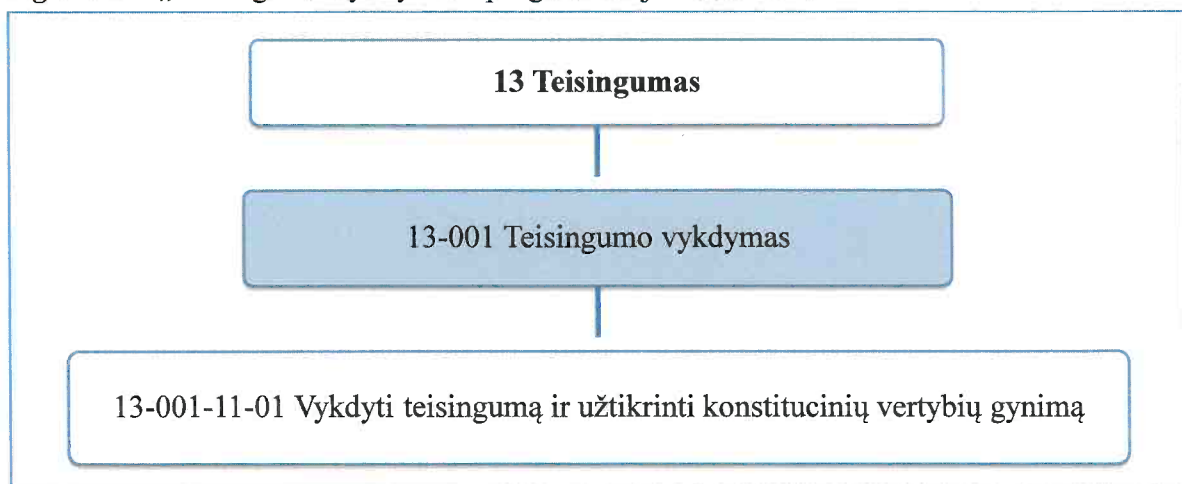 13 Teisingumas
13-001 Teisingumo vykdymas
13-001-11-01 Vykdyti teisingumą ir užtikrinti konstitucinių vertybių gynimą